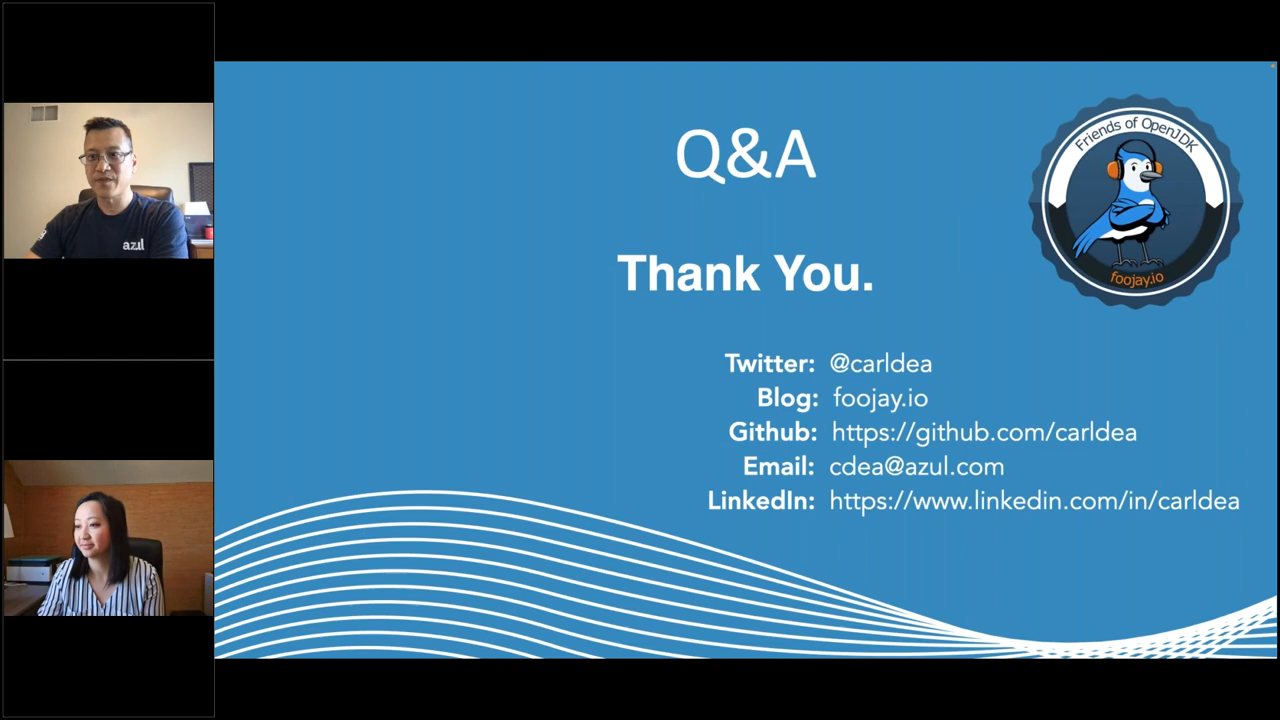 azul
Q&A
Friends of OpenJDK
foojay.io
Thank You.
Twitter: @carldea
Blog: foojay.io
Github: https://github.com/carldea
Email: cdea@azul.com
LinkedIn: https://www.linkedin.com/in/carldea